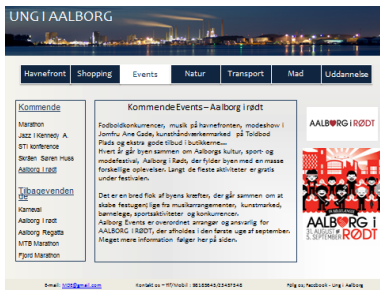 UNG I AALBORG
Havnefront Shopping Events Natur Transport Mad Uddannelse
Kommende
Marathon
Jazz i Kennedy A.
STI konference
Skråen Søren Huss
Aalborg i rødt
Tilbagevenden
de
Karneval
Aalborg i rødt
Aalborg Regatta
MTB Marathon
Fjord Marathon
Kommende Events – Aalborg i rødt
Fodboldkonkurrencer, musik på havnefronten, modeshow i
Jomfru Ane Gade, kunsthåndværkermarked på Toldbod
Plads og ekstra gode tilbud i butikkerne....
Hvert år går byen sammen om Aalborgs kultur, sport- og
modefestival, Aalborg i Rødt, der fylder byen med en masse
forskellige oplevelser. Langt de fleste aktiviteter er gratis
under festivalen.
Det er en bred flok af byens kræfter, der går sammen om at
skabe festugen; lige fra musikarrangementer, kunstmarked,
børnelege, sportsaktiviteter og konkurrencer.
Aalborg Events er overordnet arrangør og ansvarlig for
AALBORG I RØDT, der afholdes i den første uge af september.
Meget mere information følger her på siden.
AALBORG i RØDT
AALBORG i
31. AUGUST
5. SEPTEMBER RØDT
E-mail:
Kontakt os – Tlf/Mobil :
Følg os; Facebook - Ung i Aalborg